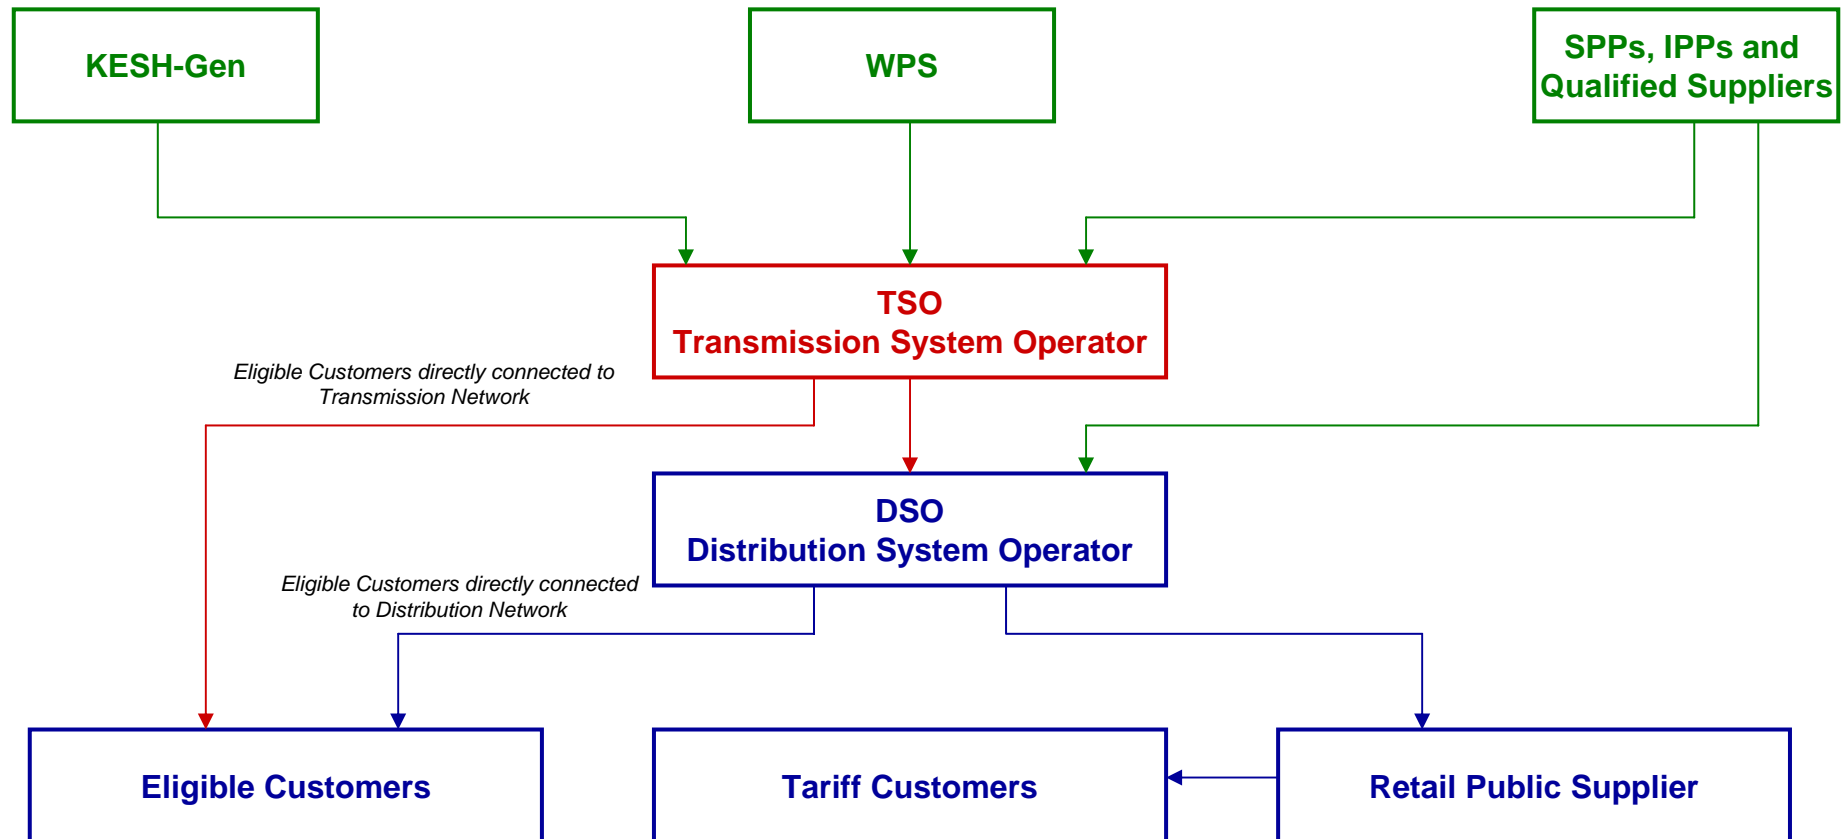 KESH-Gen
WPS
SPPs, IPPs and
Qualified Suppliers
TSO
Transmission System Operator
Eligible Customers directly connected to
Transmission Network
DSO
Distribution System Operator
Eligible Customers directly connected
to Distribution Network
Eligible Customers
Tariff Customers
Retail Public Supplier